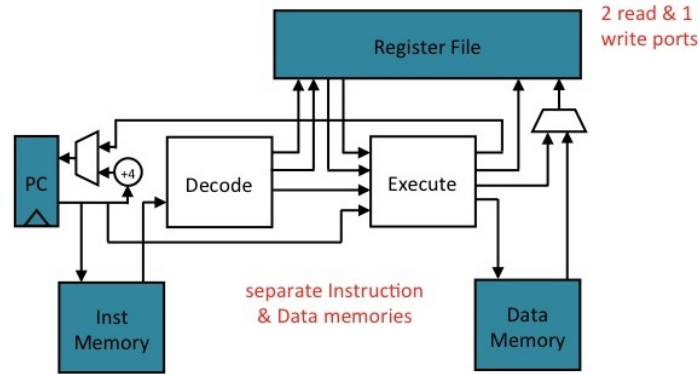 2 read & 1
write ports
Register File
PC
+4
Decode
Execute
Inst
Memory
separate Instruction
& Data memories
Data
Memory